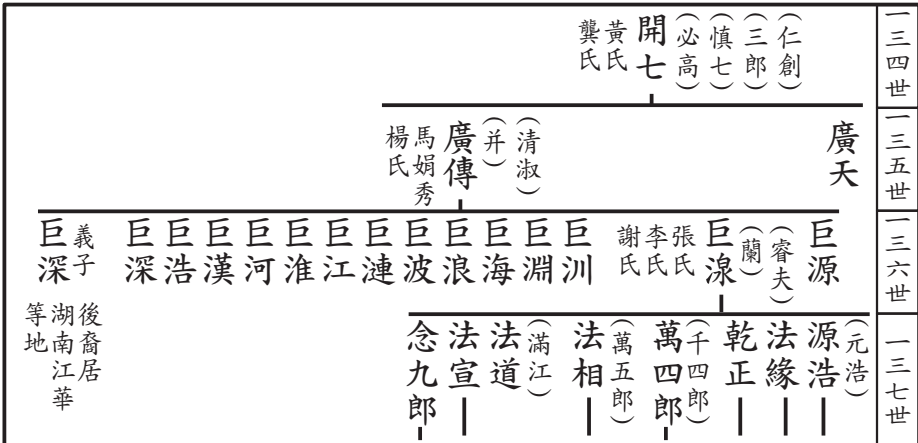 一三四世
（仁創）
（三郎）
（慎七）
（必高）
開七
黃氏
龔氏
一三五世
廣天
（清淑）
（并）
廣傳
馬娟秀
楊氏
一三六世
巨源
（睿夫）
（蘭）
巨湶
張氏
李氏
謝氏
巨汌
巨淵
巨海
巨浪
巨波
巨漣
巨江
巨淮
巨河
巨漢
巨浩
巨深
義子
巨深
後裔居
湖南江華
等地
一三七世
（元浩）
源浩
法緣
乾正
（千四郎）
萬四郎
（萬五郎）
法相
（滿江）
法道
法宣
念九郎